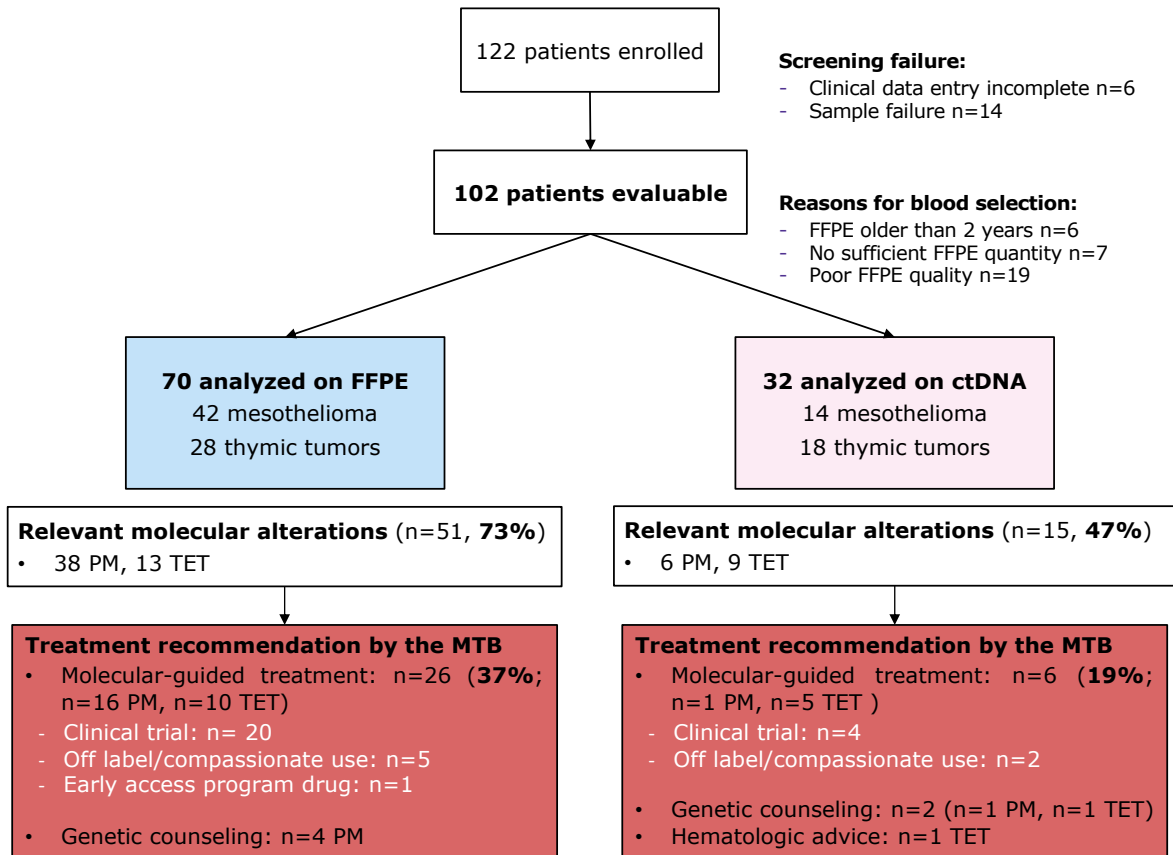 122 patients enrolled
Screening failure:
- Clinical data entry incomplete n=6
- Sample failure n=14
102 patients evaluable
Reasons for blood selection:
- FFPE older than 2 years n=6
- No sufficient FFPE quantity n=7
- Poor FFPE quality n=19
70 analyzed on FFPE
42 mesothelioma
28 thymic tumors
32 analyzed on ctDNA
14 mesothelioma
18 thymic tumors
Relevant molecular alterations (n=51, 73%)
• 38 PM, 13 TET
Relevant molecular alterations (n=15, 47%)
• 6 PM, 9 TET
Treatment recommendation by the MTB
• Molecular-guided treatment: n=26 (37%;
n=16 PM, n=10 TET)
- Clinical trial: n= 20
- Off label/compassionate use: n=5
- Early access program drug: n=1
• Genetic counseling: n=4 PM
Treatment recommendation by the MTB
• Molecular-guided treatment: n=6 (19%;
n=1 PM, n=5 TET )
- Clinical trial: n=4
- Off label/compassionate use: n=2
• Genetic counseling: n=2 (n=1 PM, n=1 TET)
• Hematologic advice: n=1 TET